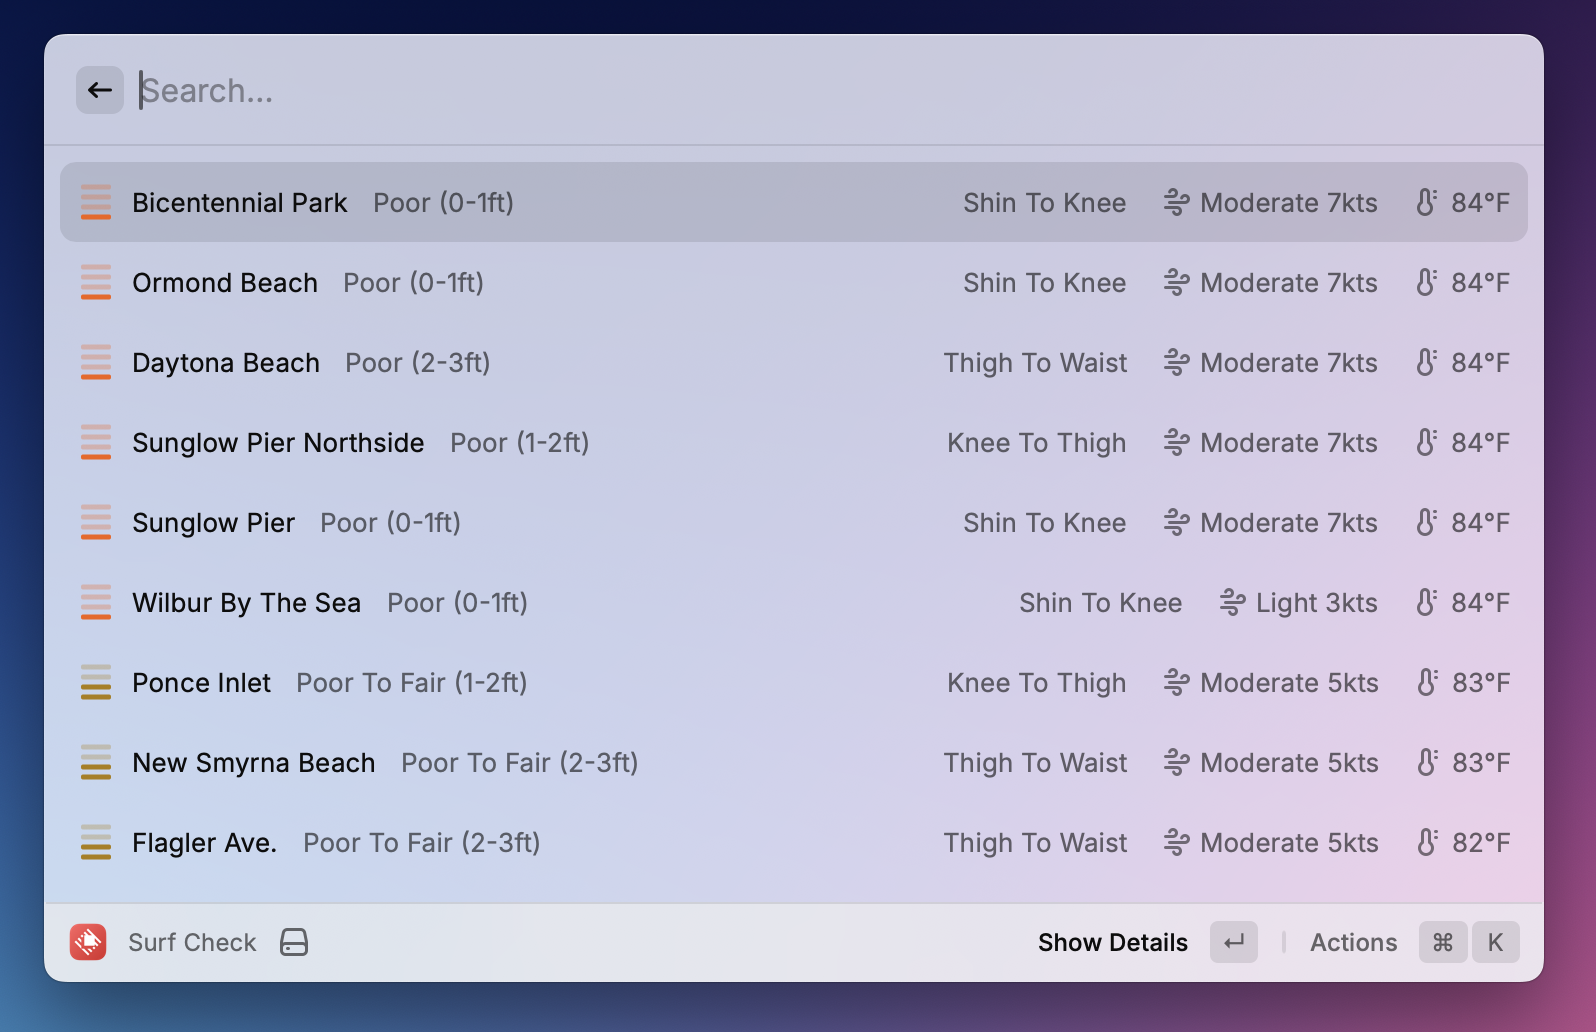 Search...
Bicentennial Park Poor (0-1ft) Shin To Knee Moderate 7kts 84°F
Ormond Beach Poor (0-1ft) Shin To Knee Moderate 7kts 84°F
Daytona Beach Poor (2-3ft) Thigh To Waist Moderate 7kts 84°F
Sunglow Pier Northside Poor (1-2ft) Knee To Thigh Moderate 7kts 84°F
Sunglow Pier Poor (0-1ft) Shin To Knee Moderate 7kts 84°F
Wilbur By The Sea Poor (0-1ft) Shin To Knee Light 3kts 84°F
Ponce Inlet Poor To Fair (1-2ft) Knee To Thigh Moderate 5kts 83°F
New Smyrna Beach Poor To Fair (2-3ft) Thigh To Waist Moderate 5kts 83°F
Flagler Ave. Poor To Fair (2-3ft) Thigh To Waist Moderate 5kts 82°F
Surf Check Show Details ↵ Actions ⌘ K